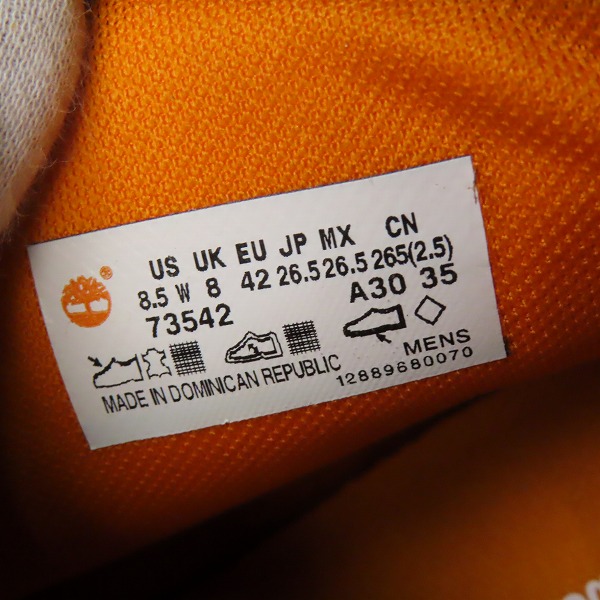 US UK EU JP MX CN
8.5 W 8 42 26.5 26.5 265(2.5)
73542 A30 35
MENS
MADE IN DOMINICAN REPUBLIC 12889680070
®